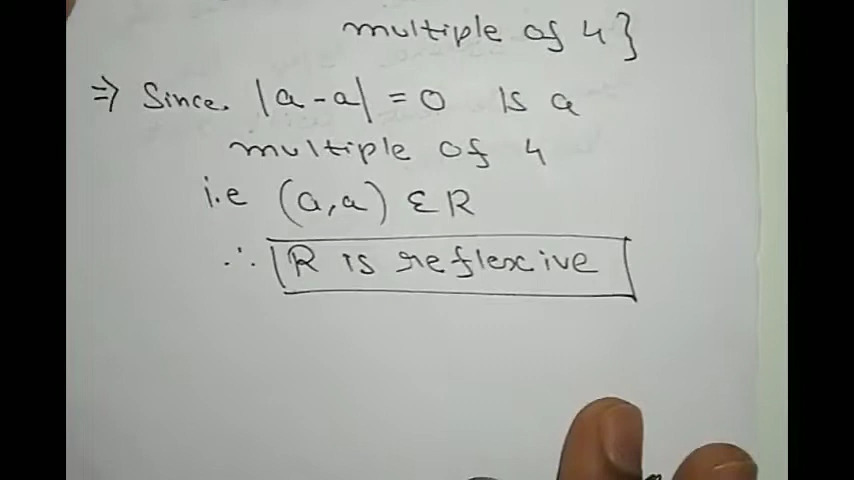 multiple of 4}
⇒ Since. |a - a| = 0 Is a
multiple of 4
i.e (a,a) ∈ R
∴ R is reflexive